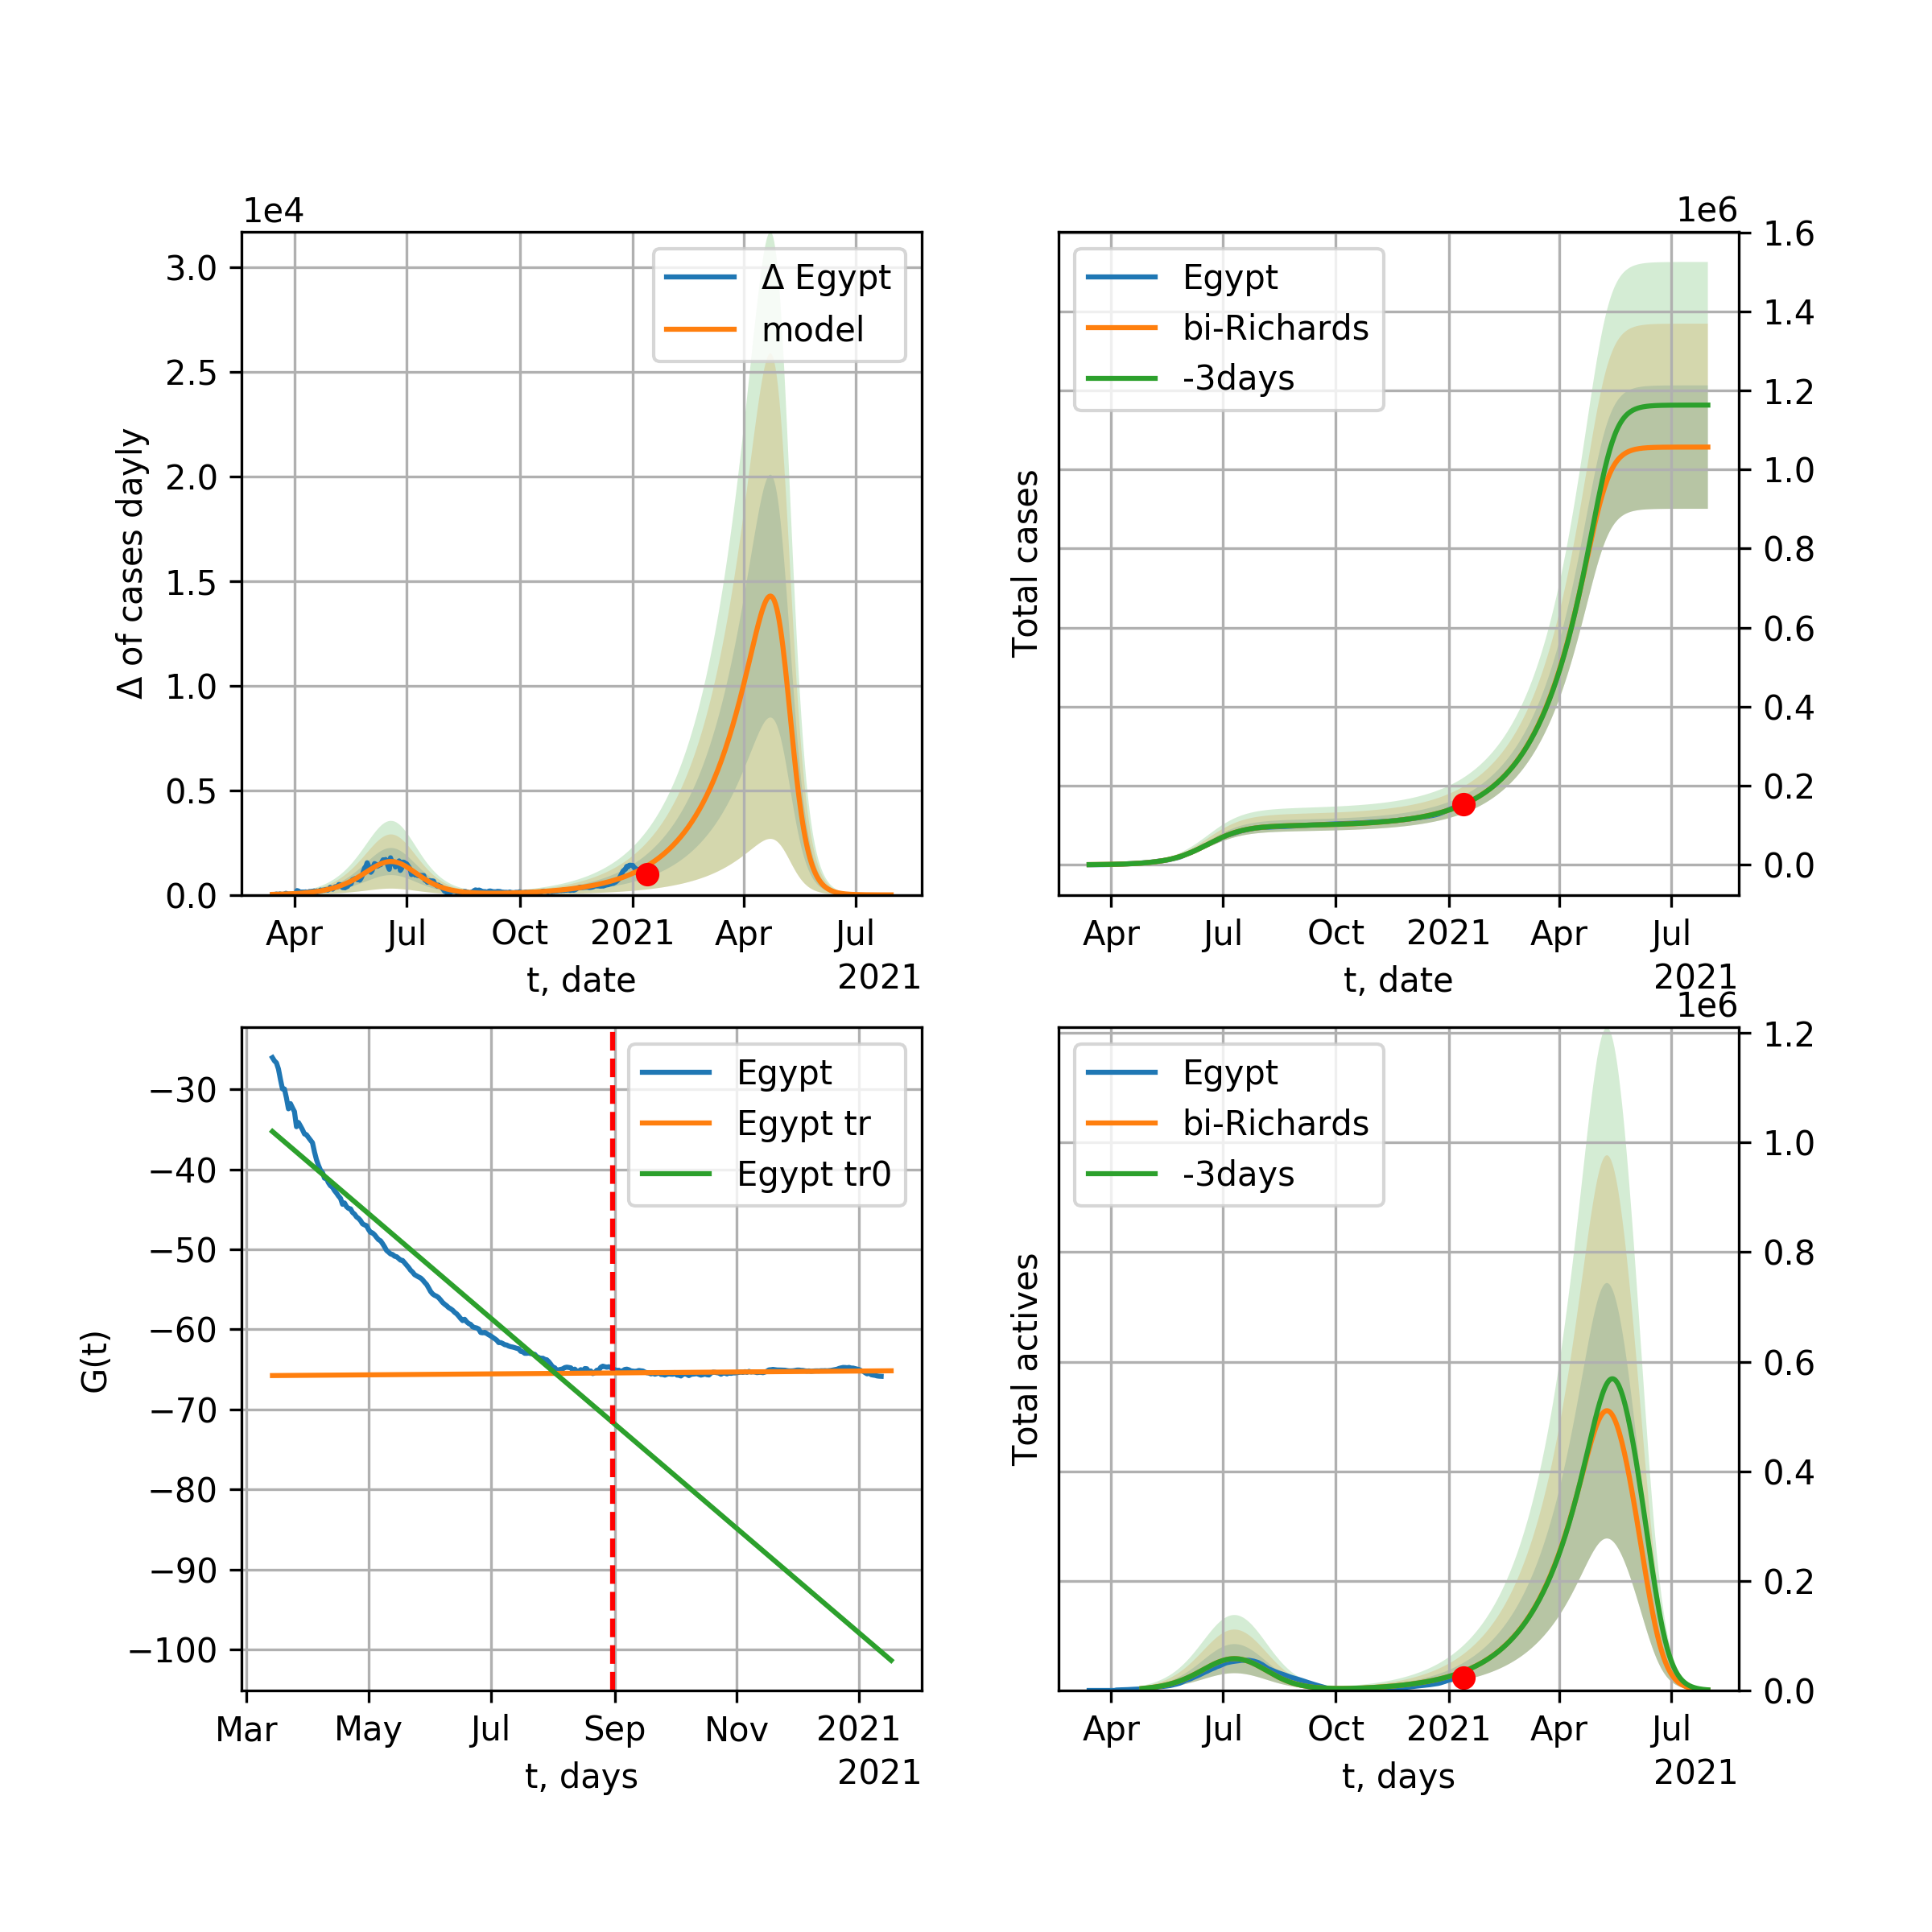 1e4
Δ of cases dayly
3.0
2.5
2.0
1.5
1.0
0.5
0.0
Δ Egypt
model
Apr Jul Oct 2021 Apr Jul
t, date
2021
1e6
Total cases
Egypt
bi-Richards
-3days
1.6
1.4
1.2
1.0
0.8
0.6
0.4
0.2
0.0
Apr Jul Oct 2021 Apr Jul
t, date
2021
G(t)
−30
−40
−50
−60
−70
−80
−90
−100
Egypt
Egypt tr
Egypt tr0
Mar May Jul Sep Nov 2021
t, days
2021
1e6
Total actives
Egypt
bi-Richards
-3days
1.2
1.0
0.8
0.6
0.4
0.2
0.0
Apr Jul Oct 2021 Apr Jul
t, days
2021